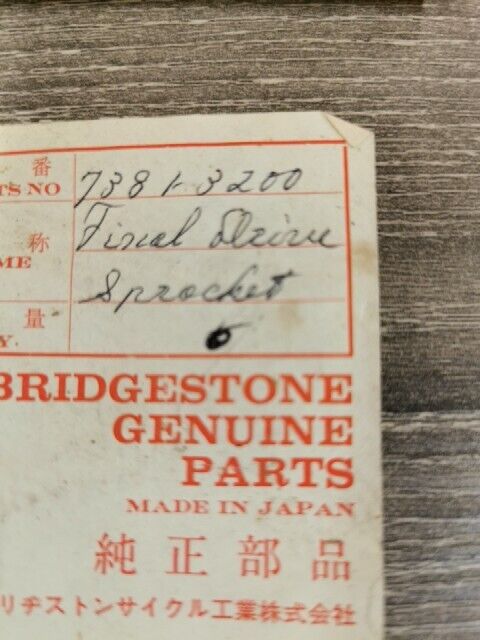 番
TS NO 7381-3200
称
ME Final Drive
Sprocket
量
Y. 6
BRIDGESTONE
GENUINE
PARTS
MADE IN JAPAN
純正部品
リヂストンサイクル工業株式会社